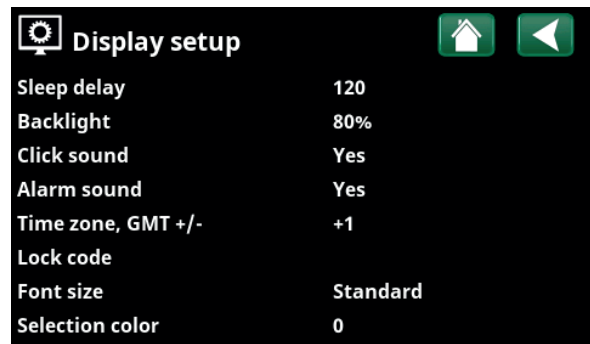 Display setup
Sleep delay 120
Backlight 80%
Click sound Yes
Alarm sound Yes
Time zone, GMT +/- +1
Lock code
Font size Standard
Selection color 0